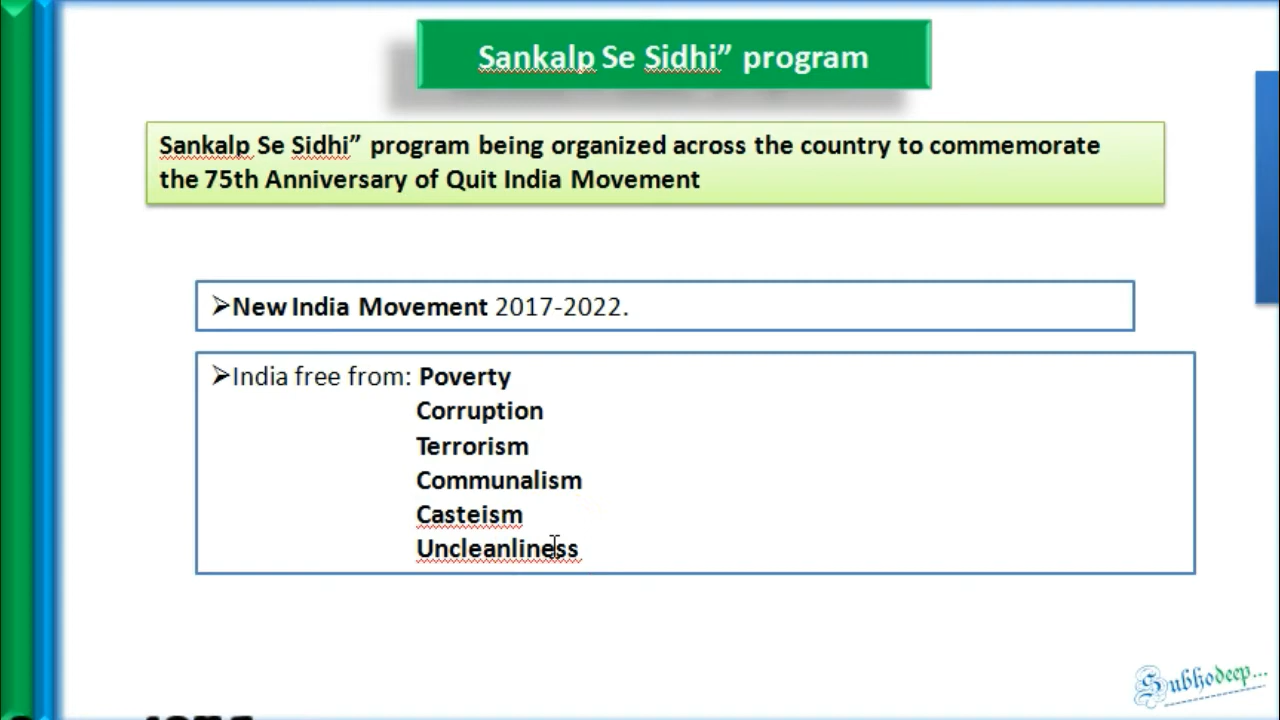 Sankalp Se Sidhi” program
Sankalp Se Sidhi” program being organized across the country to commemorate
the 75th Anniversary of Quit India Movement
➢New India Movement 2017-2022.
➢India free from: Poverty
Corruption
Terrorism
Communalism
Casteism
Uncleanliness
Subhodeep...